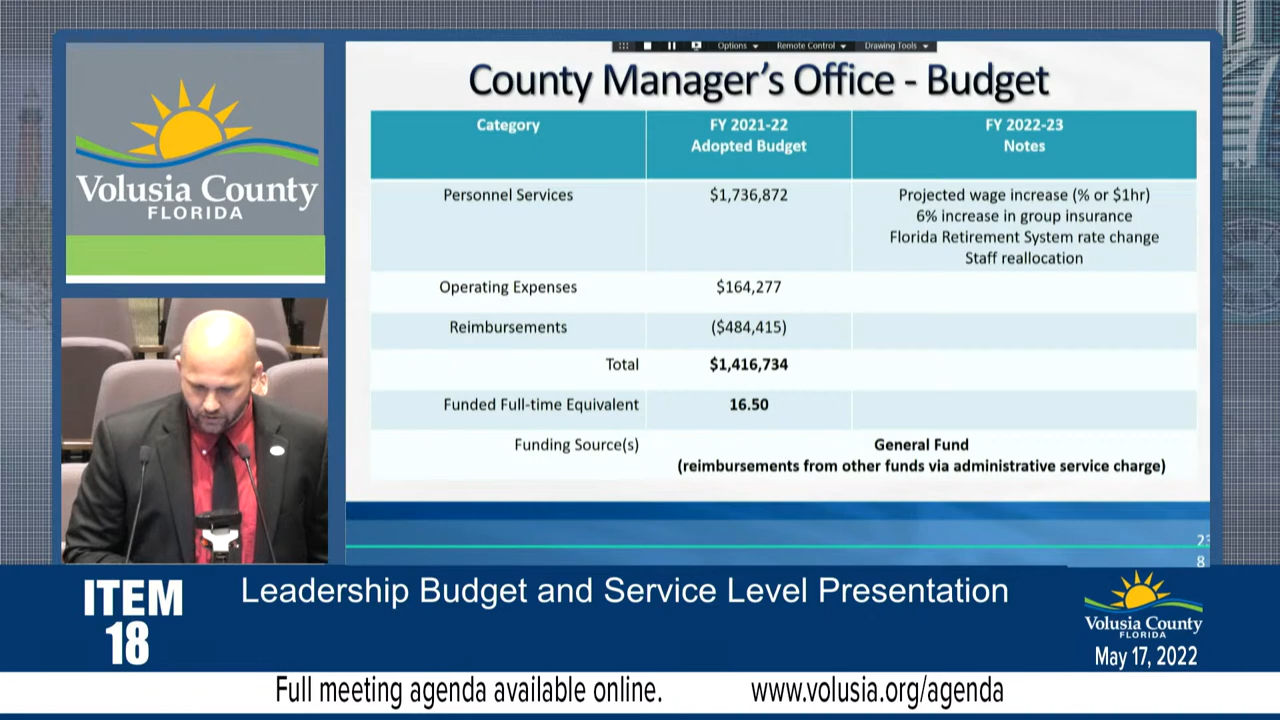 Volusia County
FLORIDA
Options
Remote Control
Drawing Tools
County Manager's Office - Budget
Category
FY 2021-22
Adopted Budget
FY 2022-23
Notes
Personnel Services
$1,736,872
Projected wage increase (% or $1hr)
6% increase in group insurance
Florida Retirement System rate change
Staff reallocation
Operating Expenses
$164,277
Reimbursements
($484,415)
Total
$1,416,734
Funded Full-time Equivalent
16.50
Funding Source(s)
General Fund
(reimbursements from other funds via administrative service charge)
23
8
ITEM
18
Leadership Budget and Service Level Presentation
Volusia County
FLORIDA
May 17, 2022
Full meeting agenda available online.
www.volusia.org/agenda